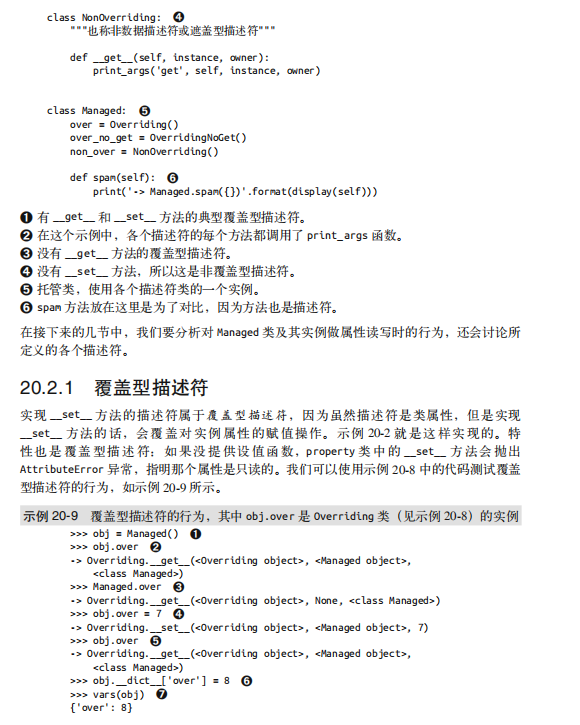 class NonOverriding: ❹
"""也称非数据描述符或遮盖型描述符"""
def __get__(self, instance, owner):
print_args('get', self, instance, owner)
class Managed: ❺
over = Overriding()
over_no_get = OverridingNoGet()
non_over = NonOverriding()
def spam(self): ❻
print('-> Managed.spam({})'.format(display(self)))
❶ 有 __get__ 和 __set__ 方法的典型覆盖型描述符。
❷ 在这个示例中，各个描述符的每个方法都调用了 print_args 函数。
❸ 没有 __get__ 方法的覆盖型描述符。
❹ 没有 __set__ 方法，所以这是非覆盖型描述符。
❺ 托管类，使用各个描述符类的一个实例。
❻ spam 方法放在这里是为了对比，因为方法也是描述符。
在接下来的几节中，我们要分析对 Managed 类及其实例做属性读写时的行为，还会讨论所
定义的各个描述符。
20.2.1 覆盖型描述符
实现 __set__ 方法的描述符属于覆盖型描述符，因为虽然描述符是类属性，但是实现
__set__ 方法的话，会覆盖对实例属性的赋值操作。示例 20-2 就是这样实现的。特
性也是覆盖型描述符：如果没提供设值函数，property 类中的 __set__ 方法会抛出
AttributeError 异常，指明那个属性是只读的。我们可以使用示例 20-8 中的代码测试覆盖
型描述符的行为，如示例 20-9 所示。
示例 20-9 覆盖型描述符的行为，其中 obj.over 是 Overriding 类（见示例 20-8）的实例
>>> obj = Managed() ❶
>>> obj.over ❷
-> Overriding.__get__(<Overriding object>, <Managed object>,
<class Managed>)
>>> Managed.over ❸
-> Overriding.__get__(<Overriding object>, None, <class Managed>)
>>> obj.over = 7 ❹
-> Overriding.__set__(<Overriding object>, <Managed object>, 7)
>>> obj.over ❺
-> Overriding.__get__(<Overriding object>, <Managed object>,
<class Managed>)
>>> obj.__dict__['over'] = 8 ❻
>>> vars(obj) ❼
{'over': 8}